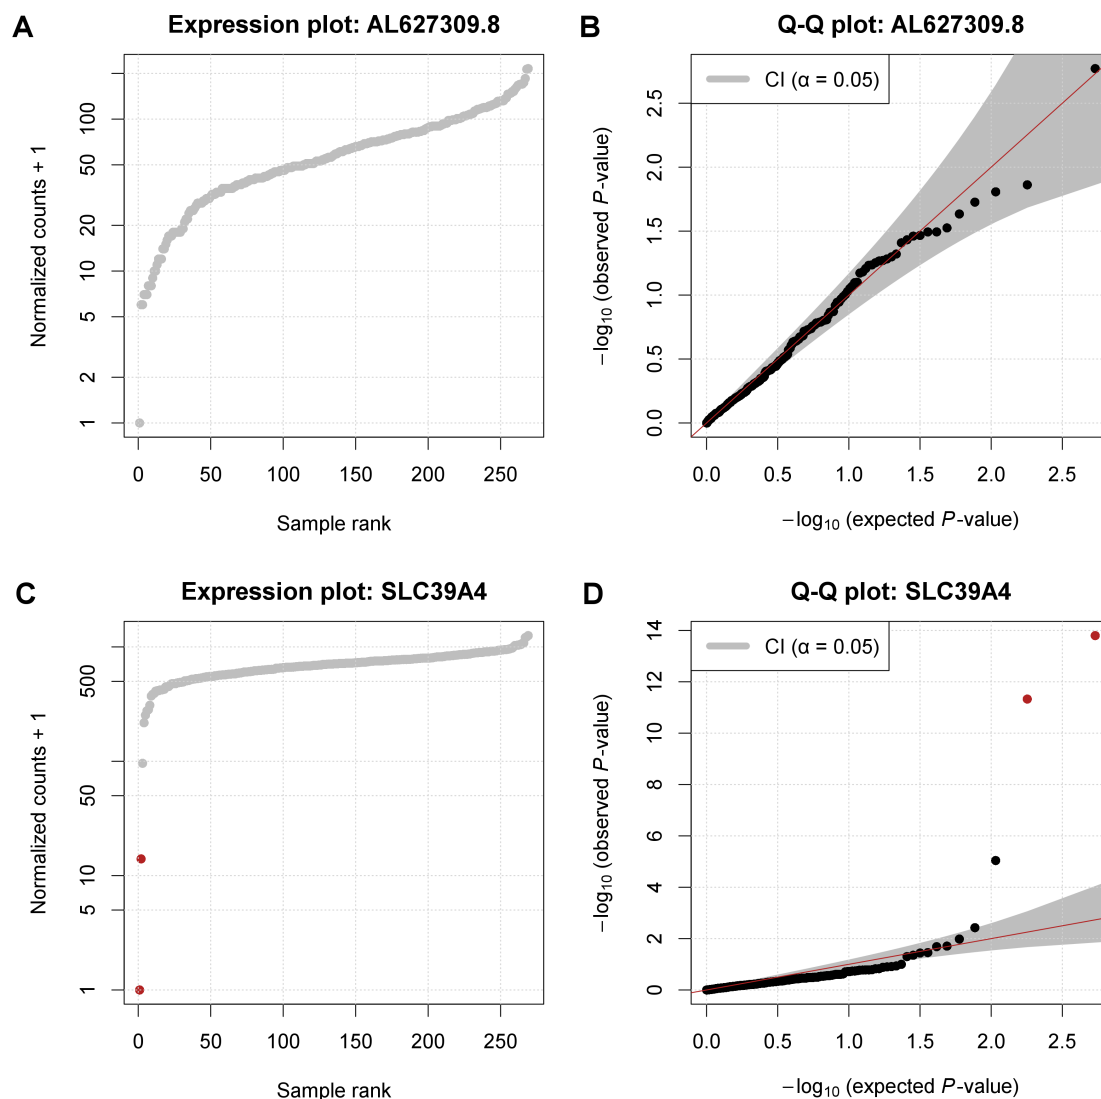 A
Expression plot: AL627309.8
Normalized counts + 1
100
50
20
10
5
2
1
0 50 100 150 200 250
Sample rank
B
Q-Q plot: AL627309.8
CI (α = 0.05)
−log10 (observed P-value)
2.5
2.0
1.5
1.0
0.5
0.0
0.0 0.5 1.0 1.5 2.0 2.5
−log10 (expected P-value)
C
Expression plot: SLC39A4
Normalized counts + 1
500
50
10
5
1
0 50 100 150 200 250
Sample rank
D
Q-Q plot: SLC39A4
CI (α = 0.05)
−log10 (observed P-value)
14
12
10
8
6
4
2
0
0.0 0.5 1.0 1.5 2.0 2.5
−log10 (expected P-value)